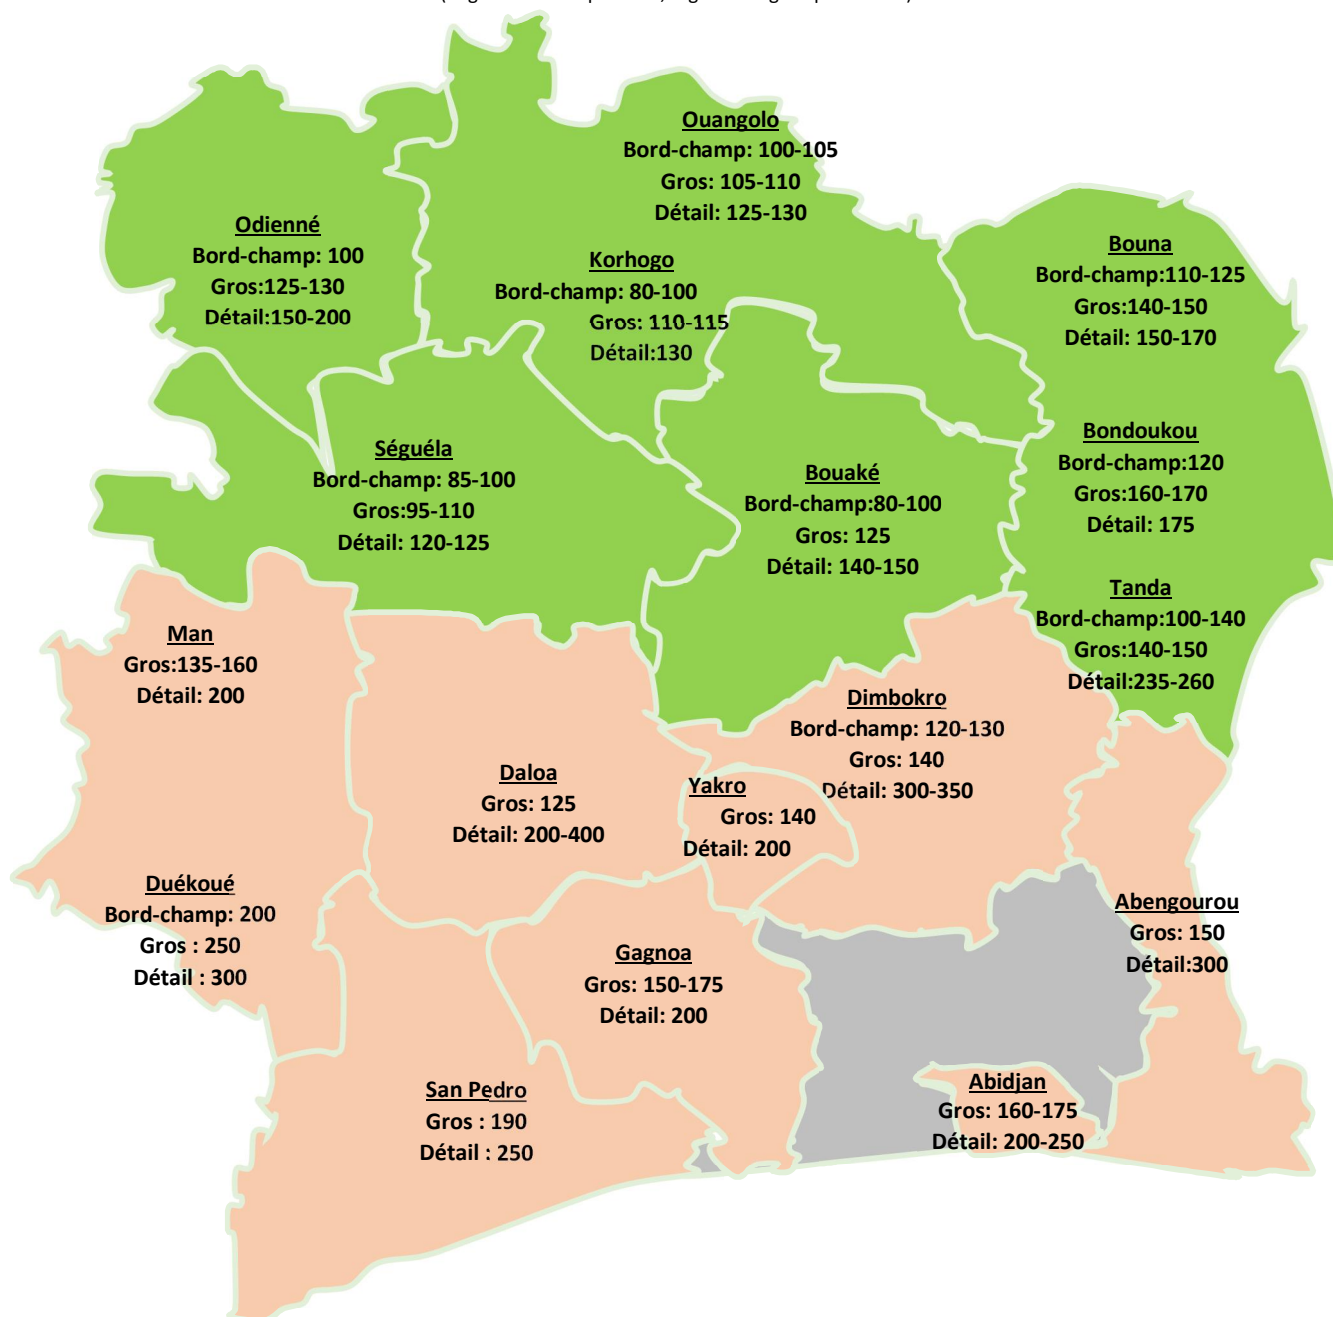 Ouangolo
Bord-champ: 100-105
Gros: 105-110
Détail: 125-130
Odienné
Bord-champ: 100
Gros:125-130
Détail:150-200
Korhogo
Bord-champ: 80-100
Gros: 110-115
Détail:130
Bouna
Bord-champ:110-125
Gros:140-150
Détail: 150-170
Séguéla
Bord-champ: 85-100
Gros:95-110
Détail: 120-125
Bouaké
Bord-champ:80-100
Gros: 125
Détail: 140-150
Bondoukou
Bord-champ:120
Gros:160-170
Détail: 175
Tanda
Bord-champ:100-140
Gros:140-150
Détail:235-260
Man
Gros:135-160
Détail: 200
Dimbokro
Bord-champ: 120-130
Gros: 140
Détail: 300-350
Daloa
Gros: 125
Détail: 200-400
Yakro
Gros: 140
Détail: 200
Duékoué
Bord-champ: 200
Gros : 250
Détail : 300
Gagnoa
Gros: 150-175
Détail: 200
Abengourou
Gros: 150
Détail:300
San Pedro
Gros : 190
Détail : 250
Abidjan
Gros: 160-175
Détail: 200-250